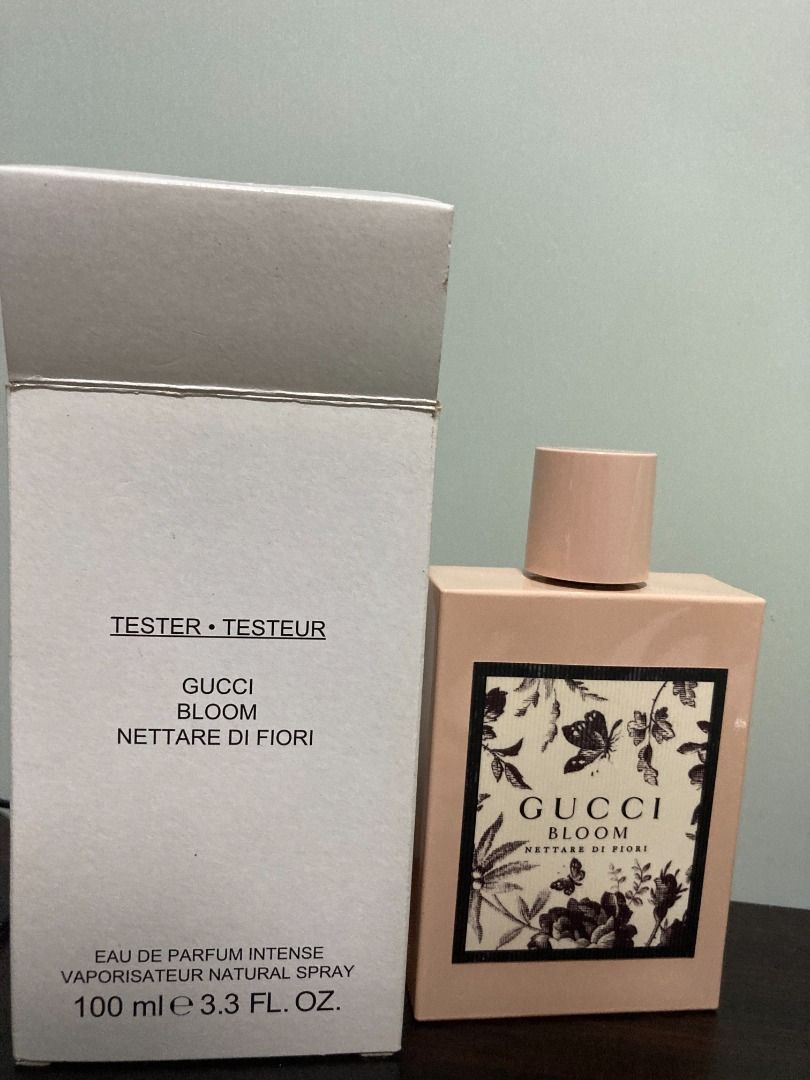 TESTER • TESTEUR
GUCCI
BLOOM
NETTARE DI FIORI
EAU DE PARFUM INTENSE
VAPORISATEUR NATURAL SPRAY
100 ml ℮ 3.3 FL. OZ.
GUCCI
BLOOM
NETTARE DI FIORI